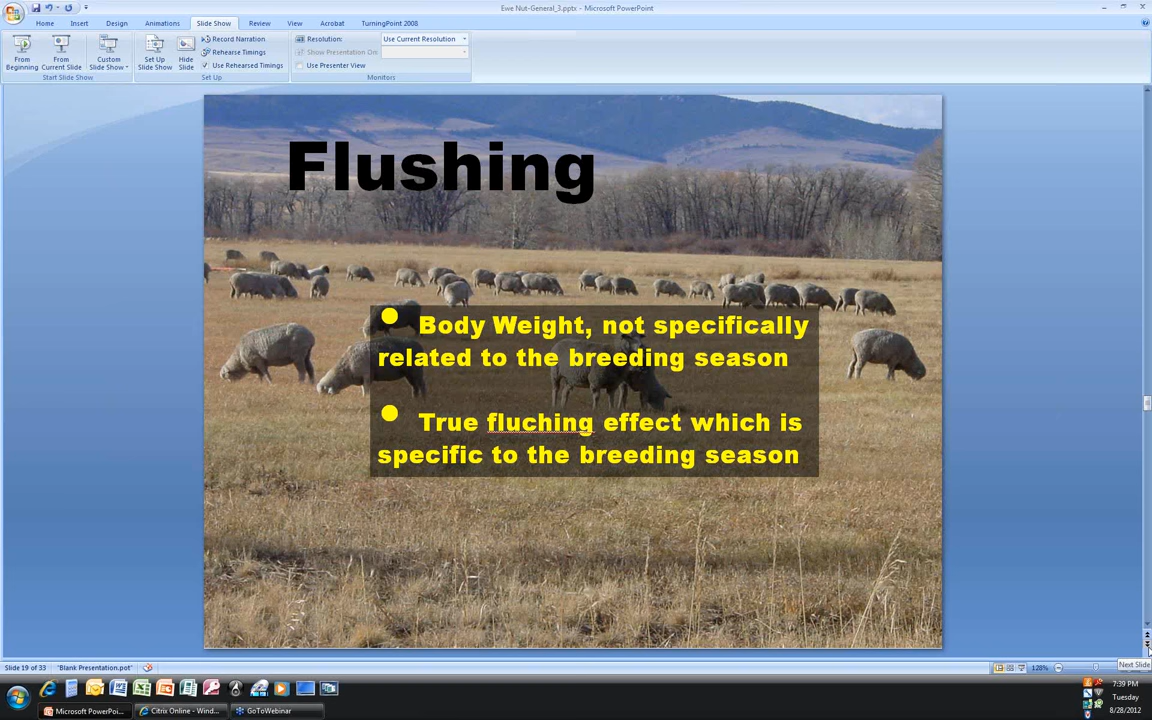 Ewe Nut-General_3.pptx - Microsoft PowerPoint
Home Insert Design Animations Slide Show Review View Acrobat TurningPoint 2008
From Beginning
From Current Slide
Custom Slide Show
Start Slide Show
Set Up Slide Show
Hide Slide
Record Narration
Rehearse Timings
Use Rehearsed Timings
Set Up
Resolution: Use Current Resolution
Show Presentation On:
Use Presenter View
Monitors
Flushing
• Body Weight, not specifically
related to the breeding season
• True fluching effect which is
specific to the breeding season
Slide 19 of 33 "Blank Presentation.pot" 128%
Next Slide
Microsoft PowerPoi... Citrix Online - Wind... GoToWebinar
7:39 PM
Tuesday
8/28/2012